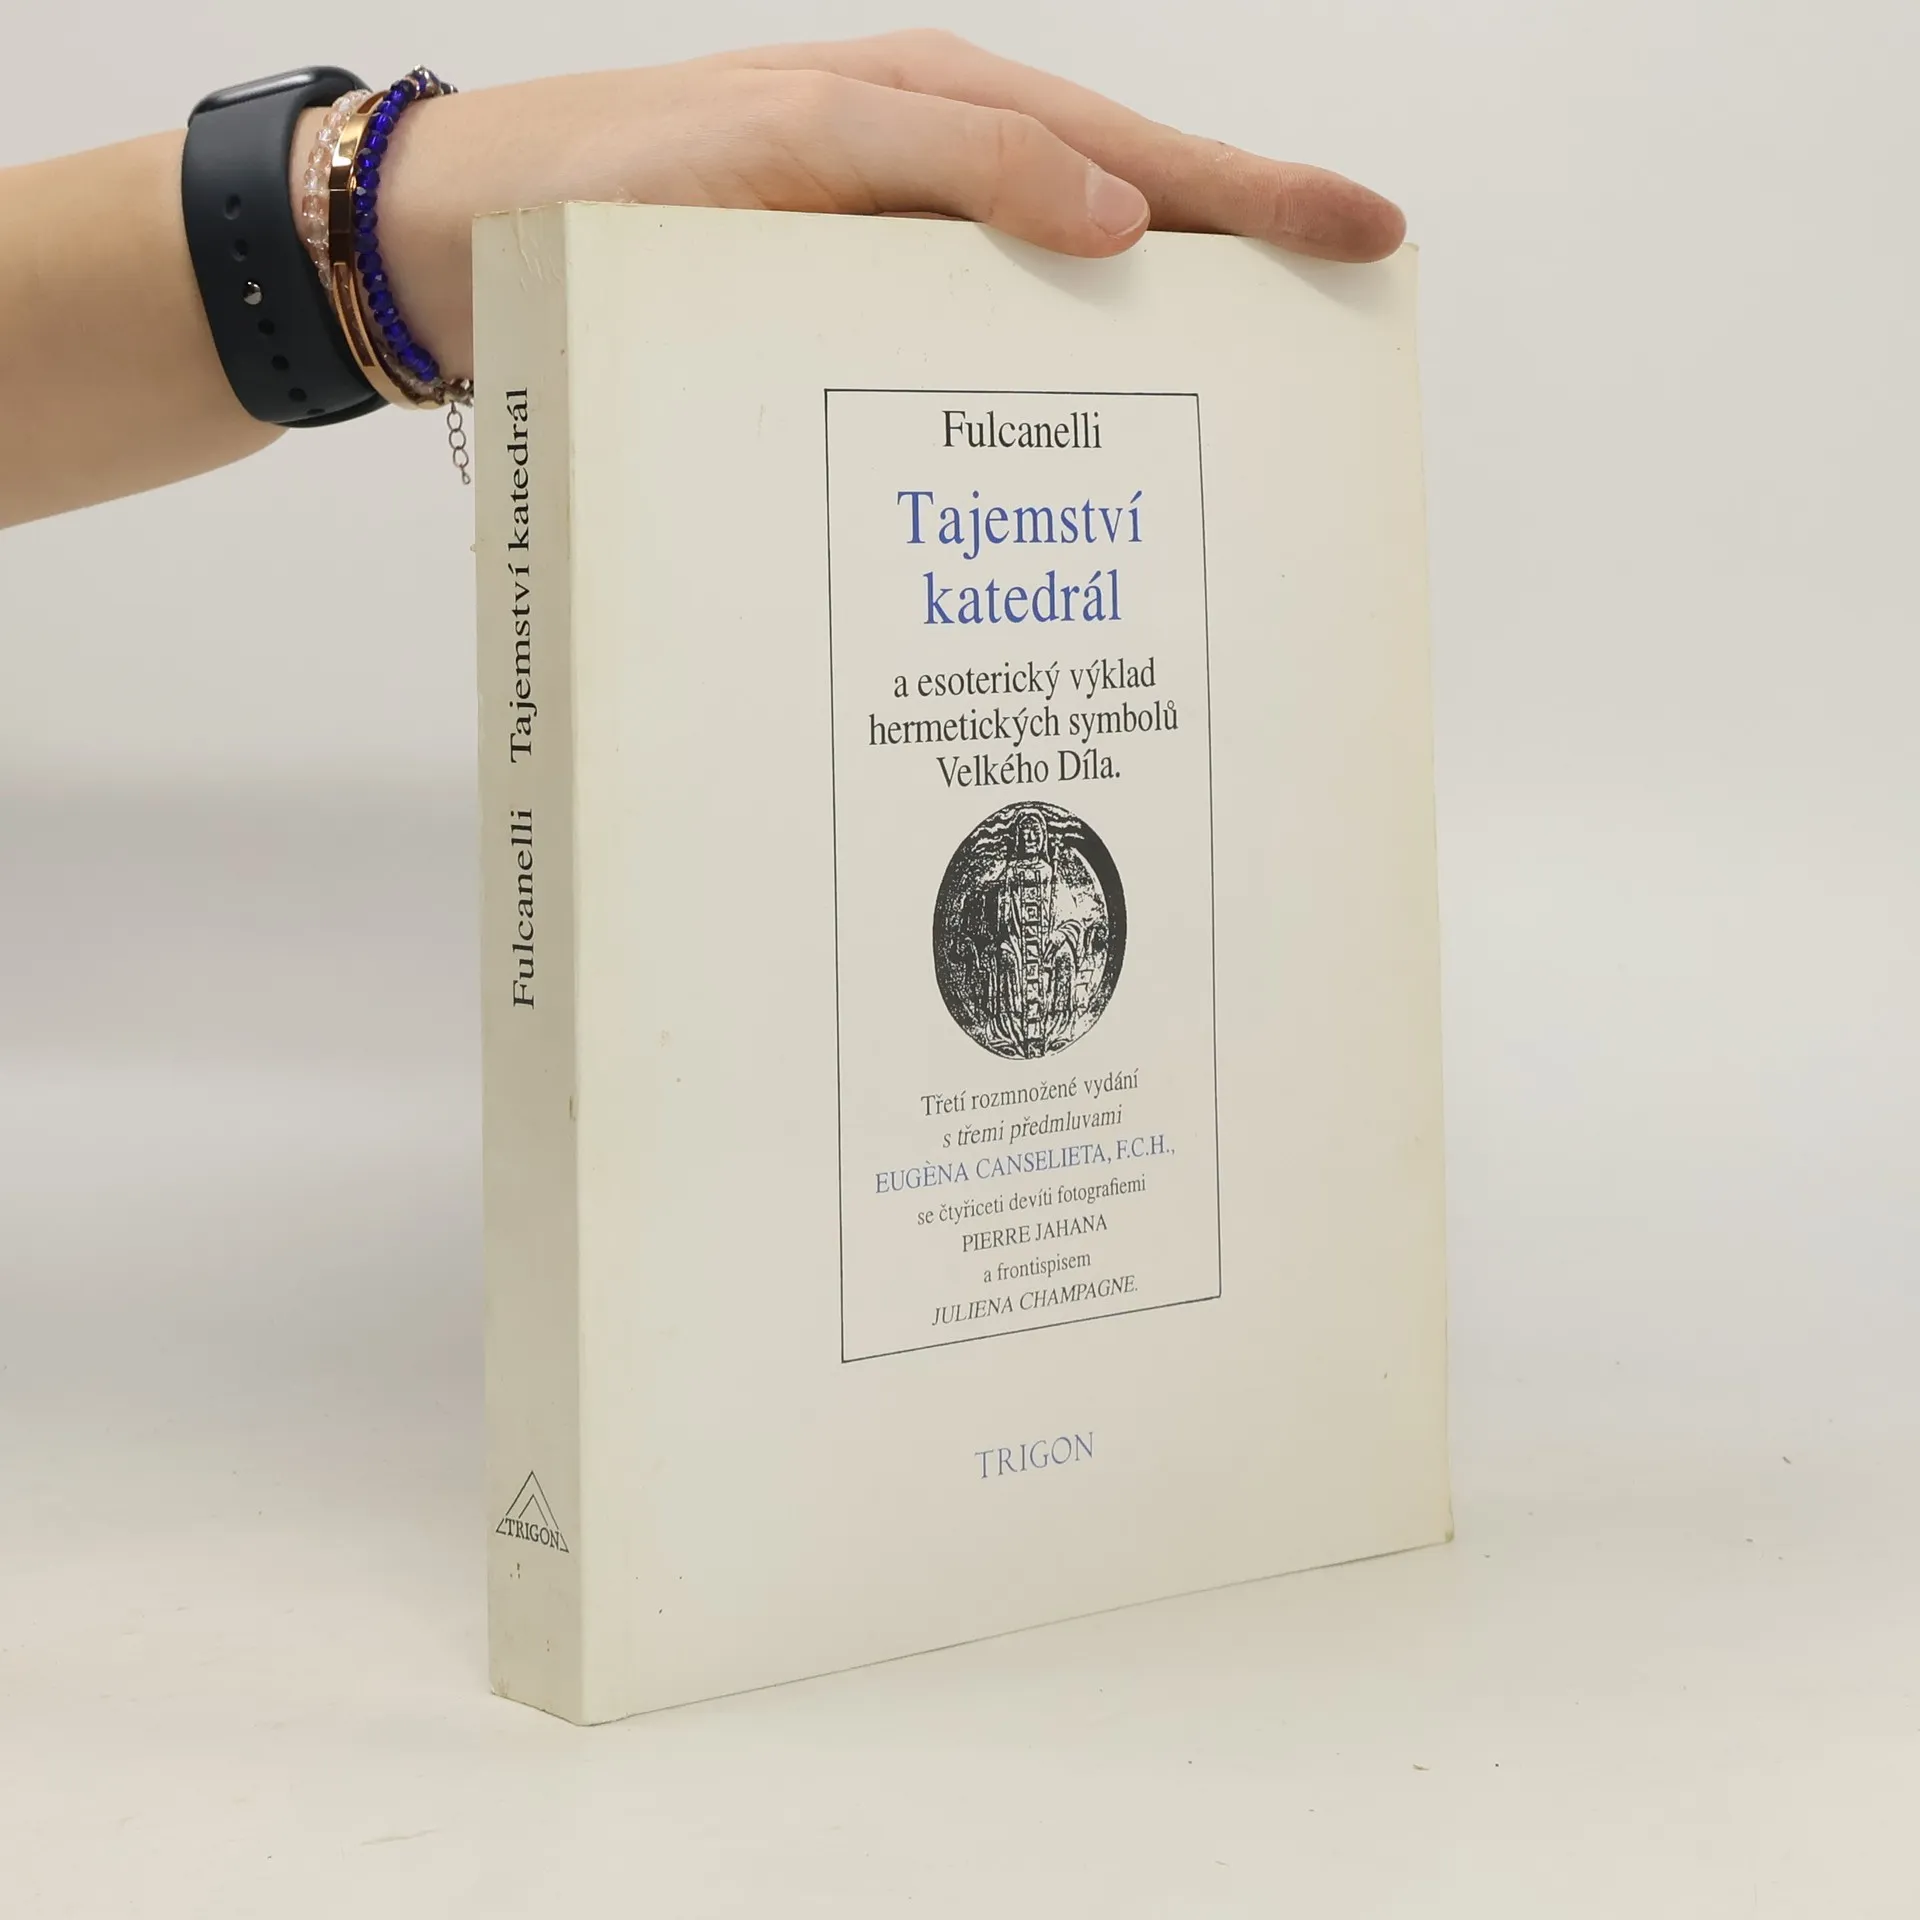 Fulcanelli
Tajemství
katedrál
a esoterický výklad
hermetických symbolů
Velkého Díla.
Třetí rozmnožené vydání
s třemi předmluvami
EUGÈNA CANSELIETA, F.C.H.,
se čtyřiceti devíti fotografiemi
PIERRE JAHANA
a frontispisem
JULIENA CHAMPAGNE.
TRIGON
Fulcanelli Tajemství katedrál
TRIGON